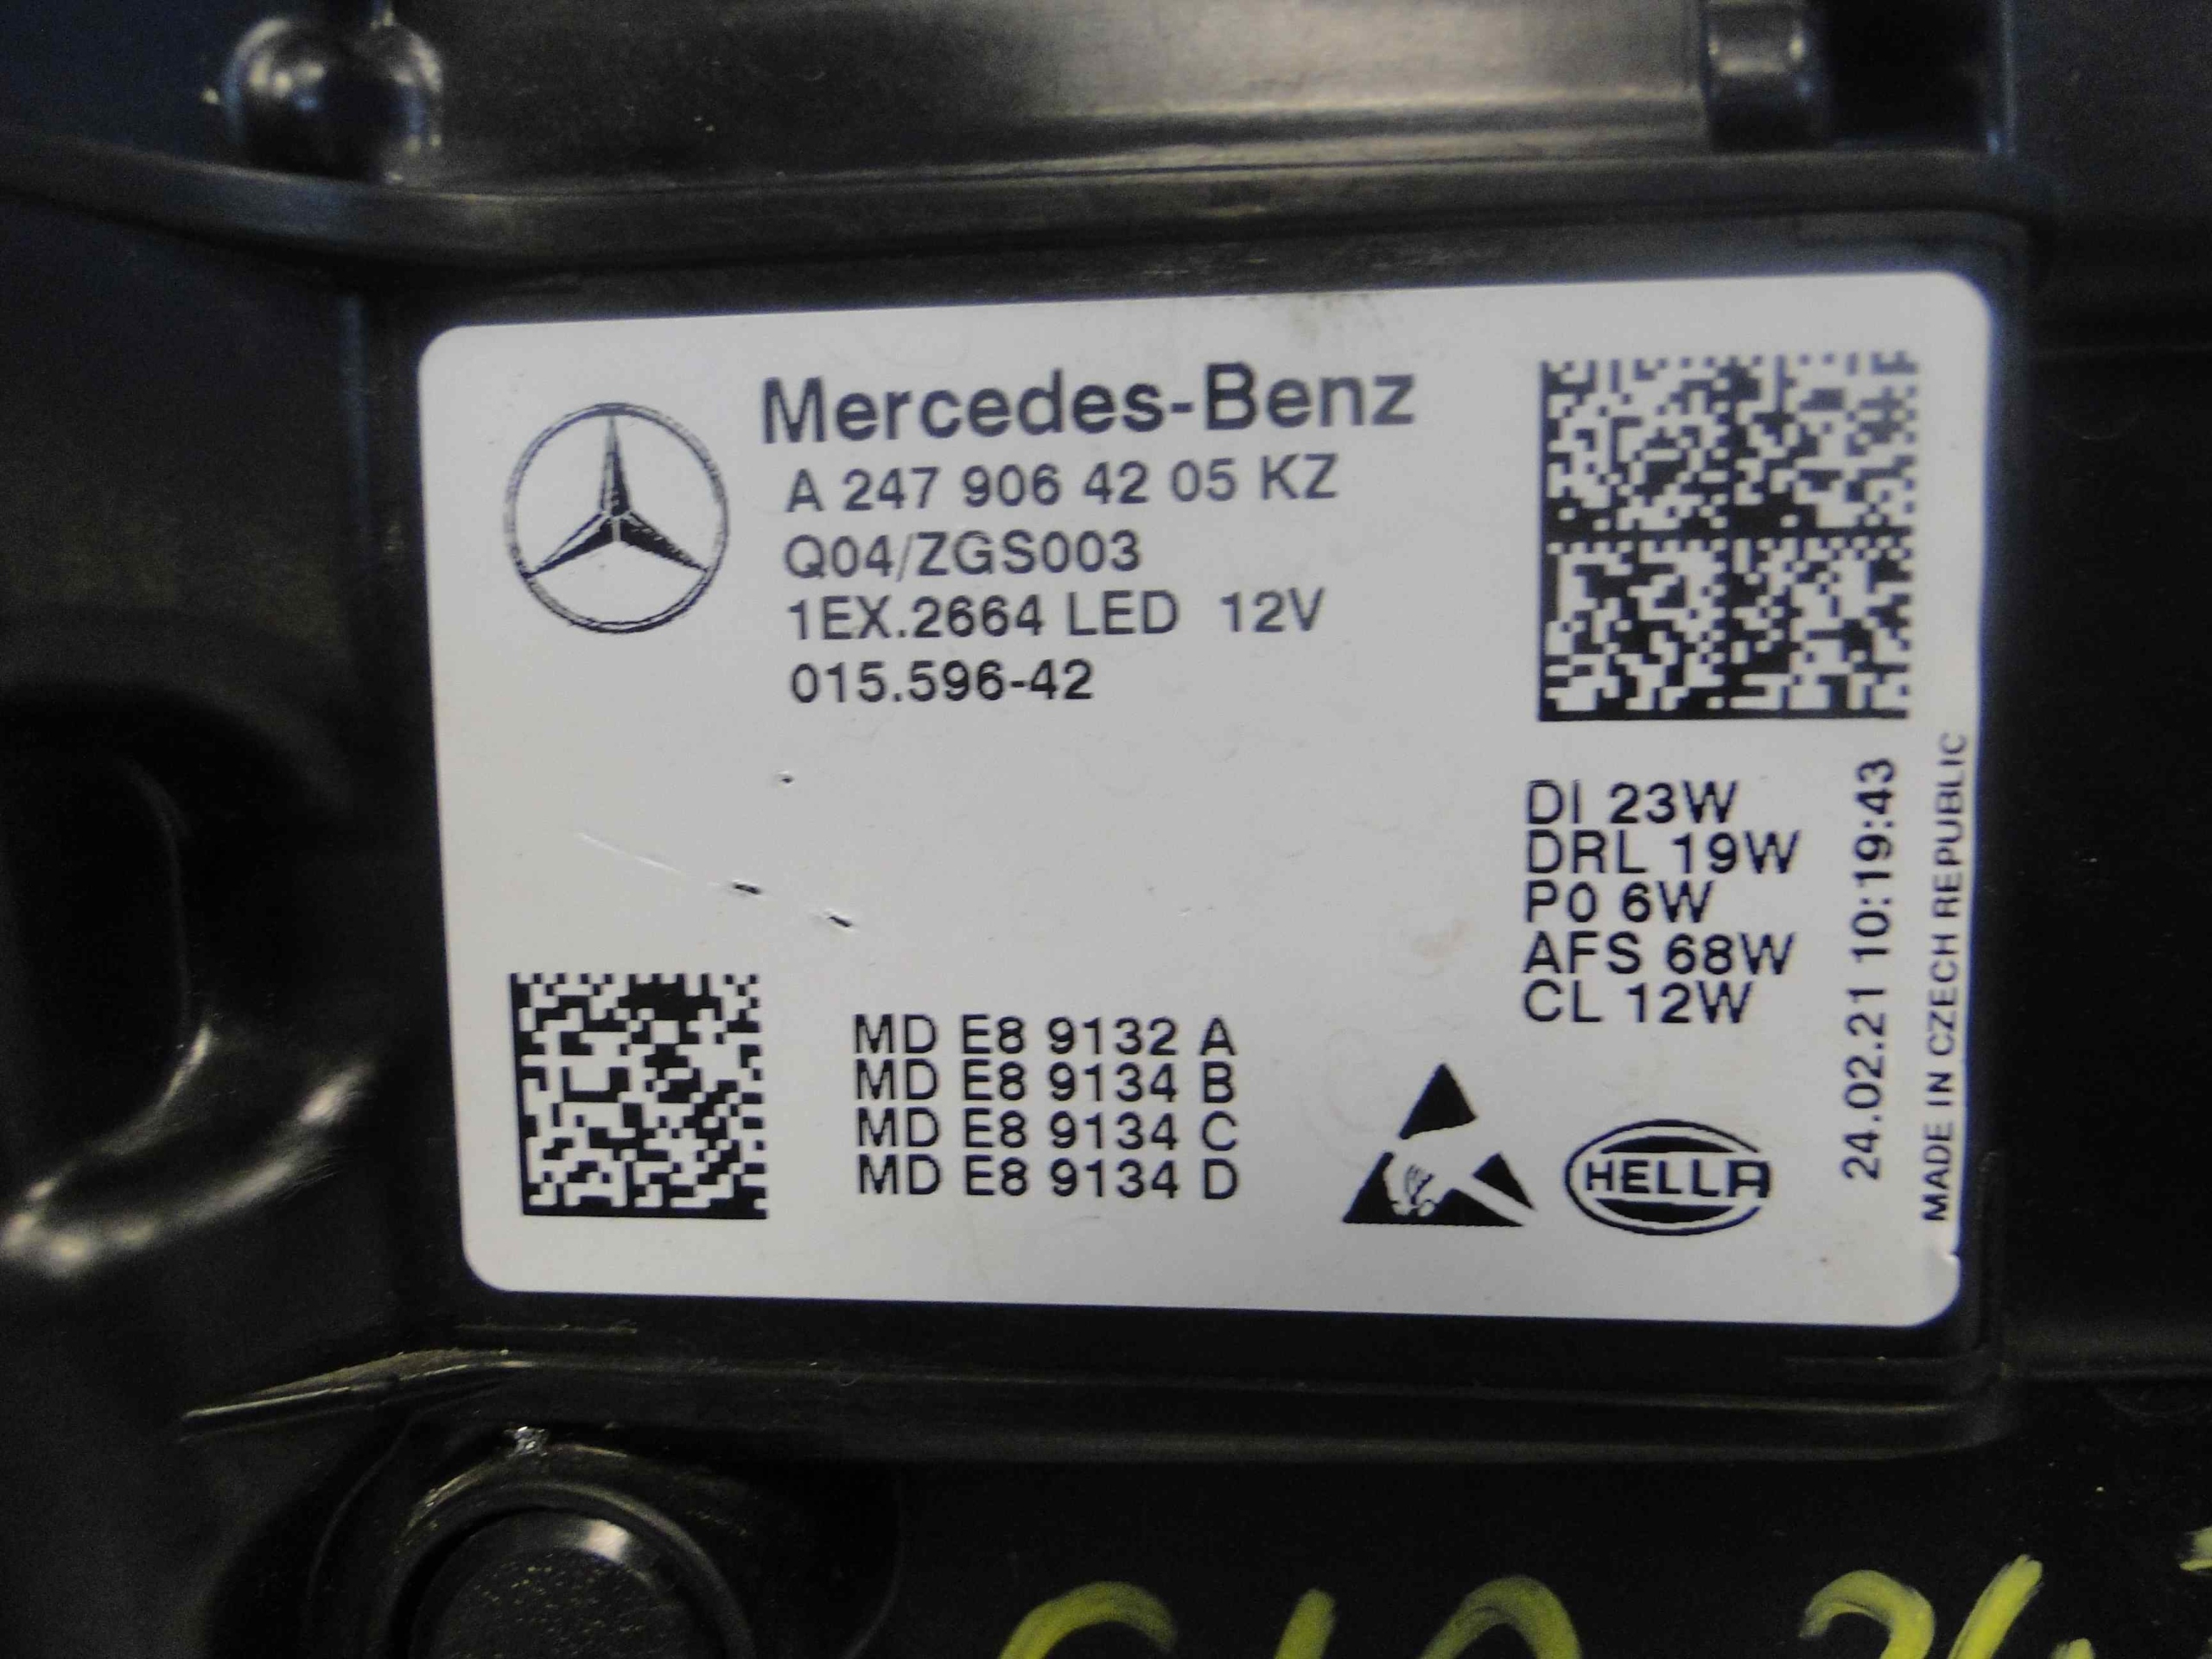 Mercedes-Benz
A 247 906 42 05 KZ
Q04/ZGS003
1EX.2664 LED 12V
015.596-42
DI 23W
DRL 19W
PO 6W
AFS 68W
CL 12W
24.02.21 10:19:43
MADE IN CZECH REPUBLIC
MD E8 9132 A
MD E8 9134 B
MD E8 9134 C
MD E8 9134 D
HELLA